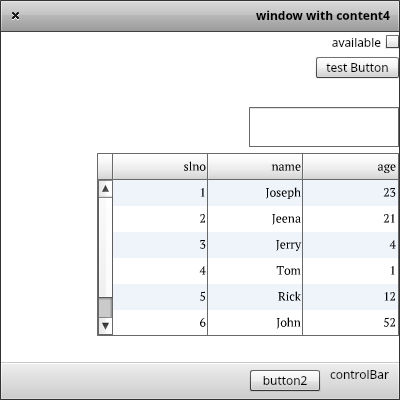 window with content4
available
test Button
slno name age
1 Joseph 23
2 Jeena 21
3 Jerry 4
4 Tom 1
5 Rick 12
6 John 52
button2 controlBar